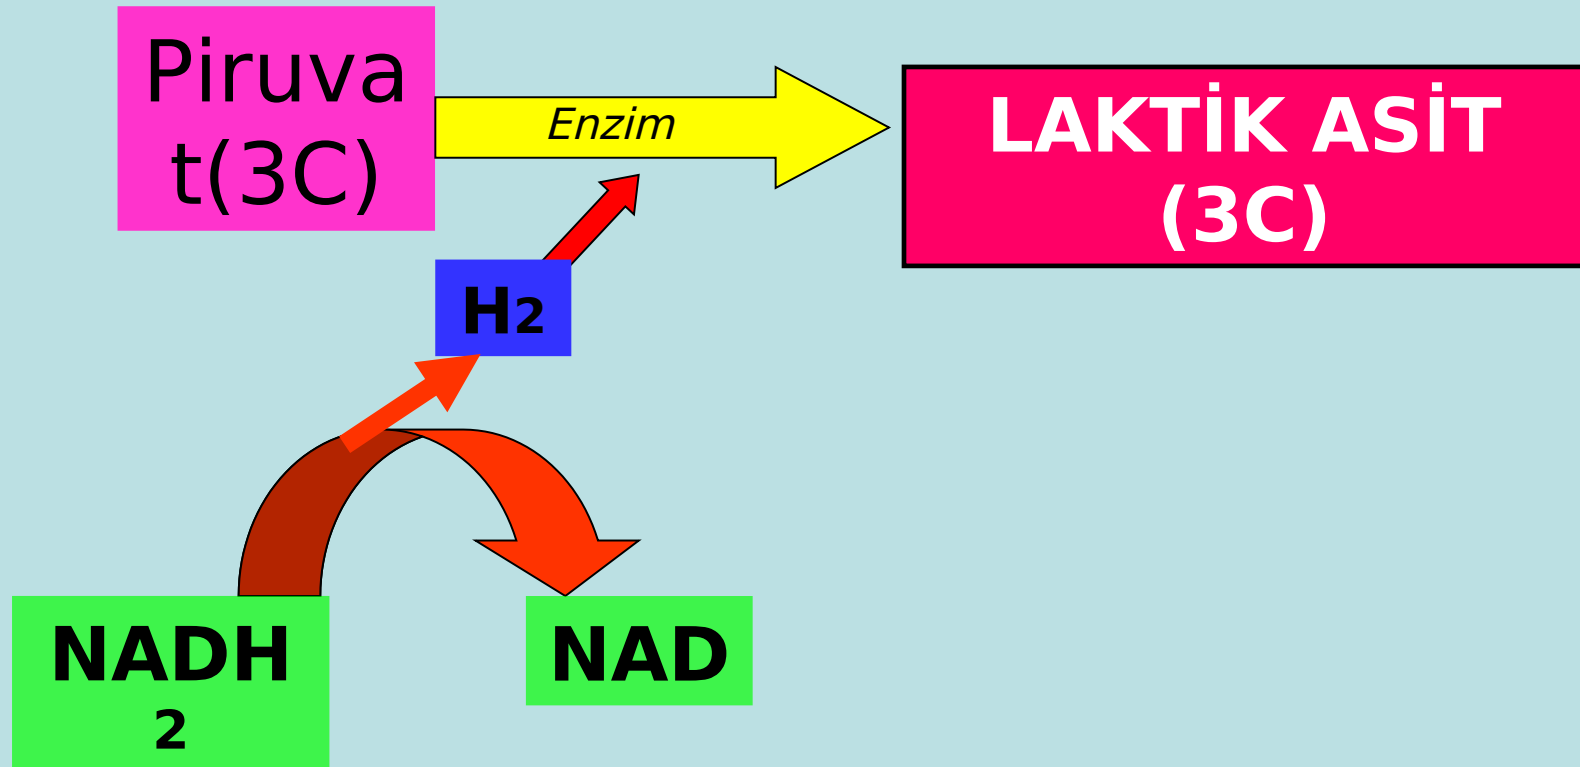 Piruva
t(3C)
Enzim
LAKTİK ASİT
(3C)
H2
NADH
2
NAD